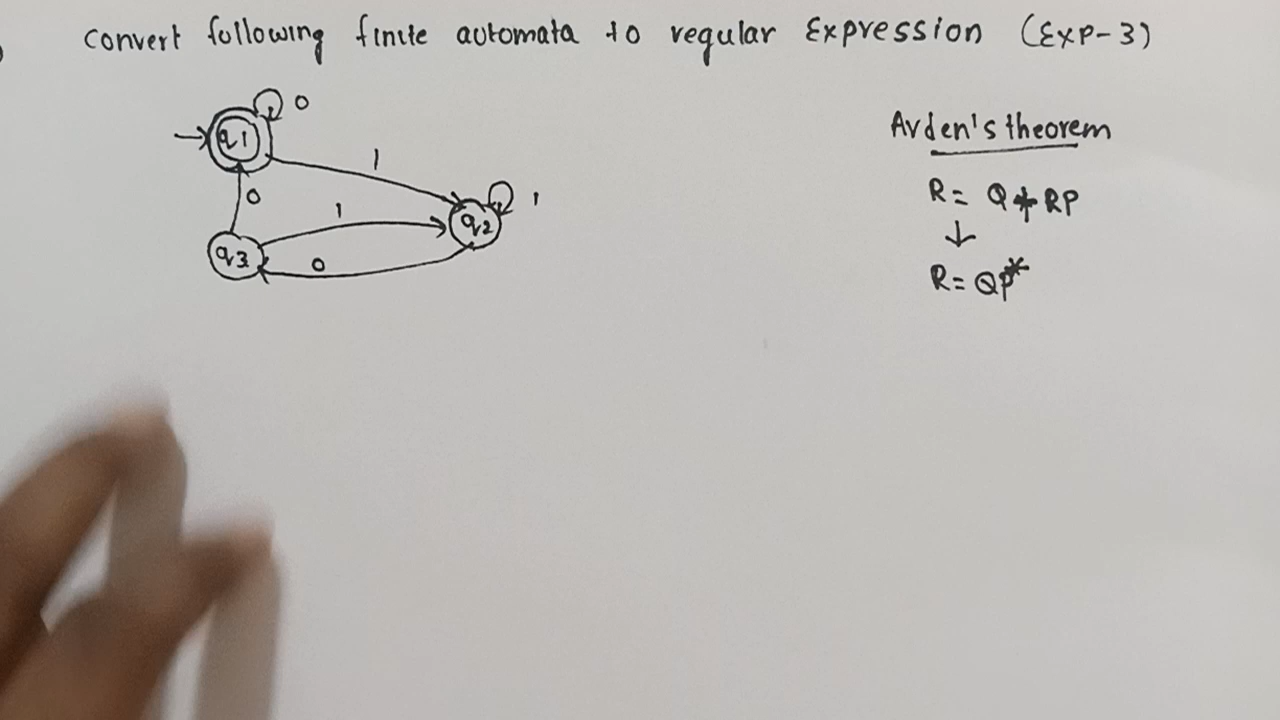 convert following finite automata to regular Expression (EXP-3)
0
q1
1
1
q2
0
1
q3
0
Arden's theorem
R = Q + RP
↓
R = QP*